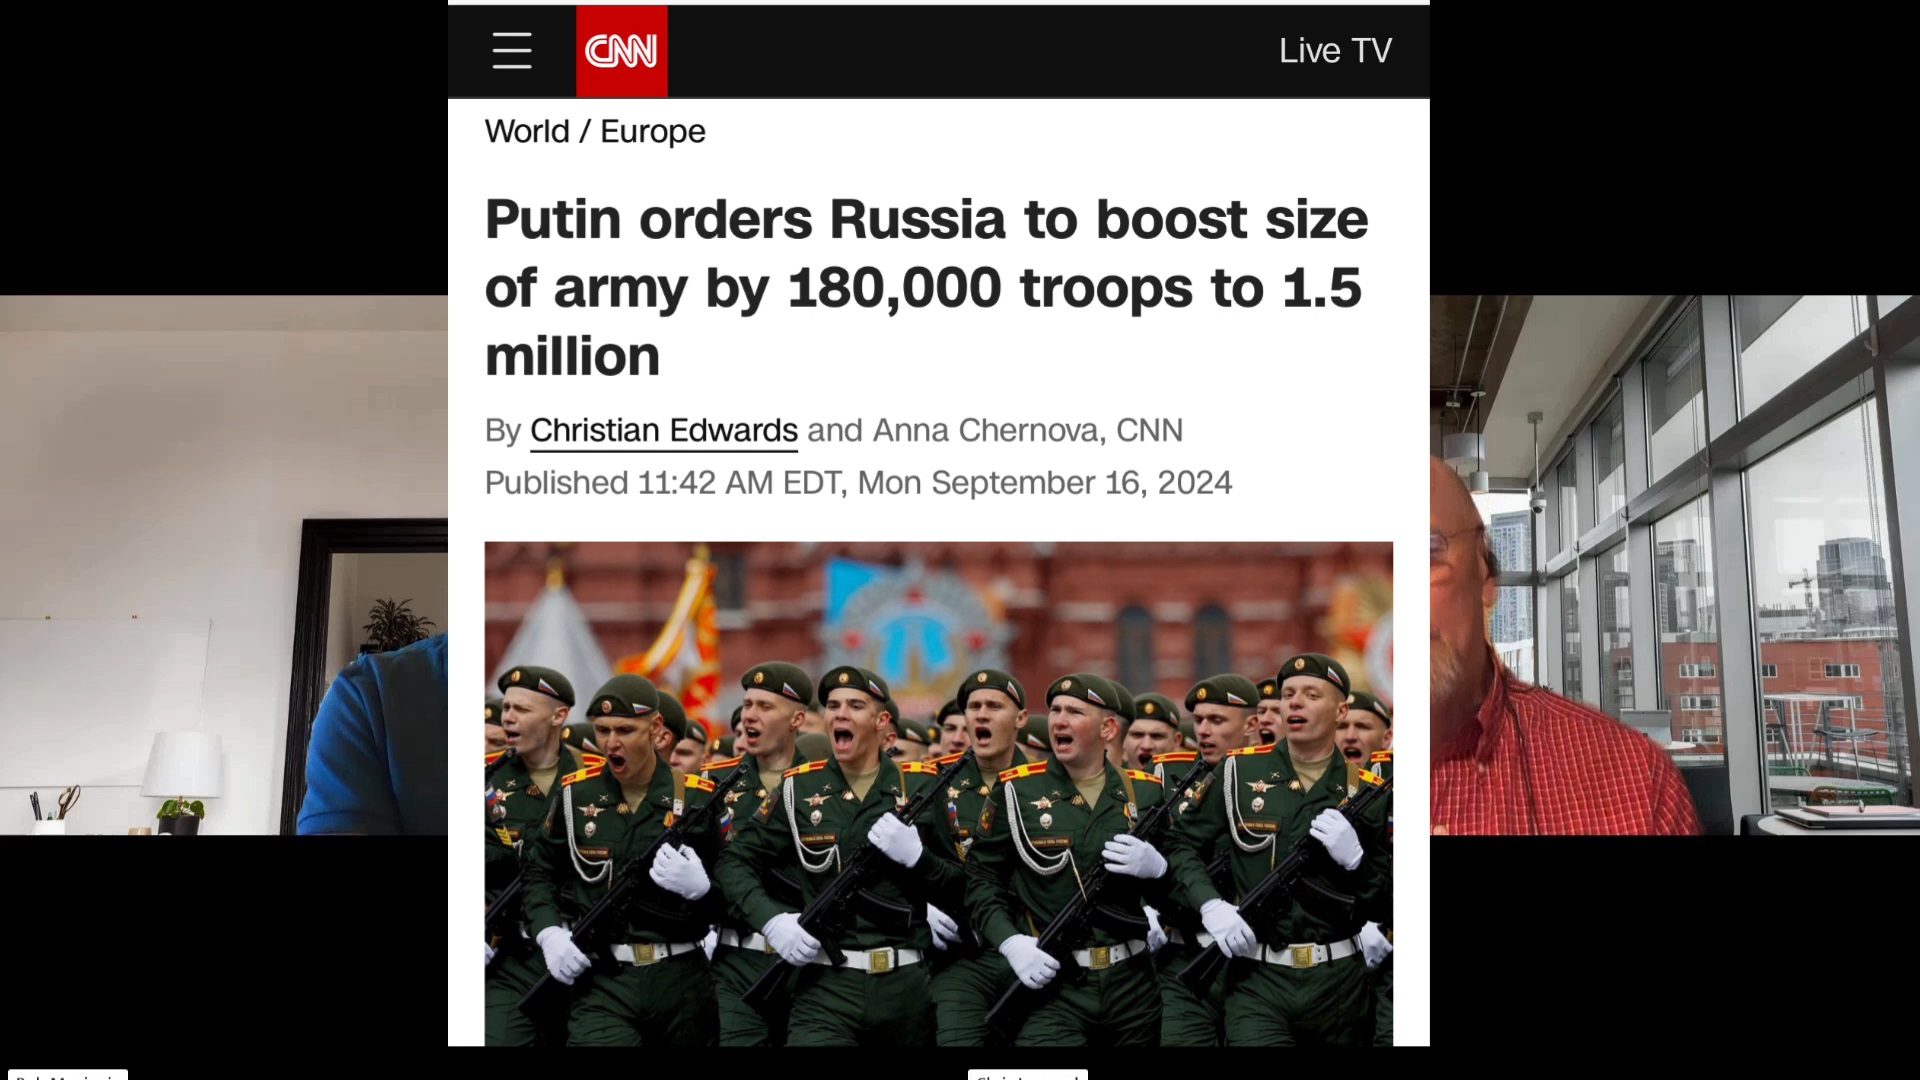 CNN
Live TV
World / Europe
Putin orders Russia to boost size
of army by 180,000 troops to 1.5
million
By Christian Edwards and Anna Chernova, CNN
Published 11:42 AM EDT, Mon September 16, 2024